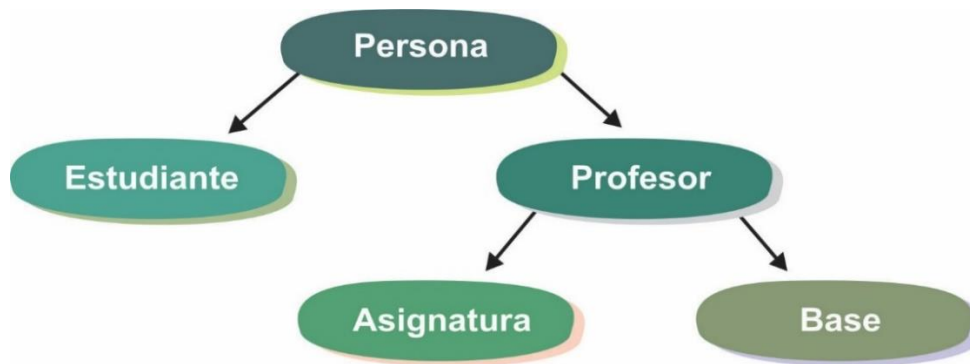 Persona
Estudiante
Profesor
Asignatura
Base